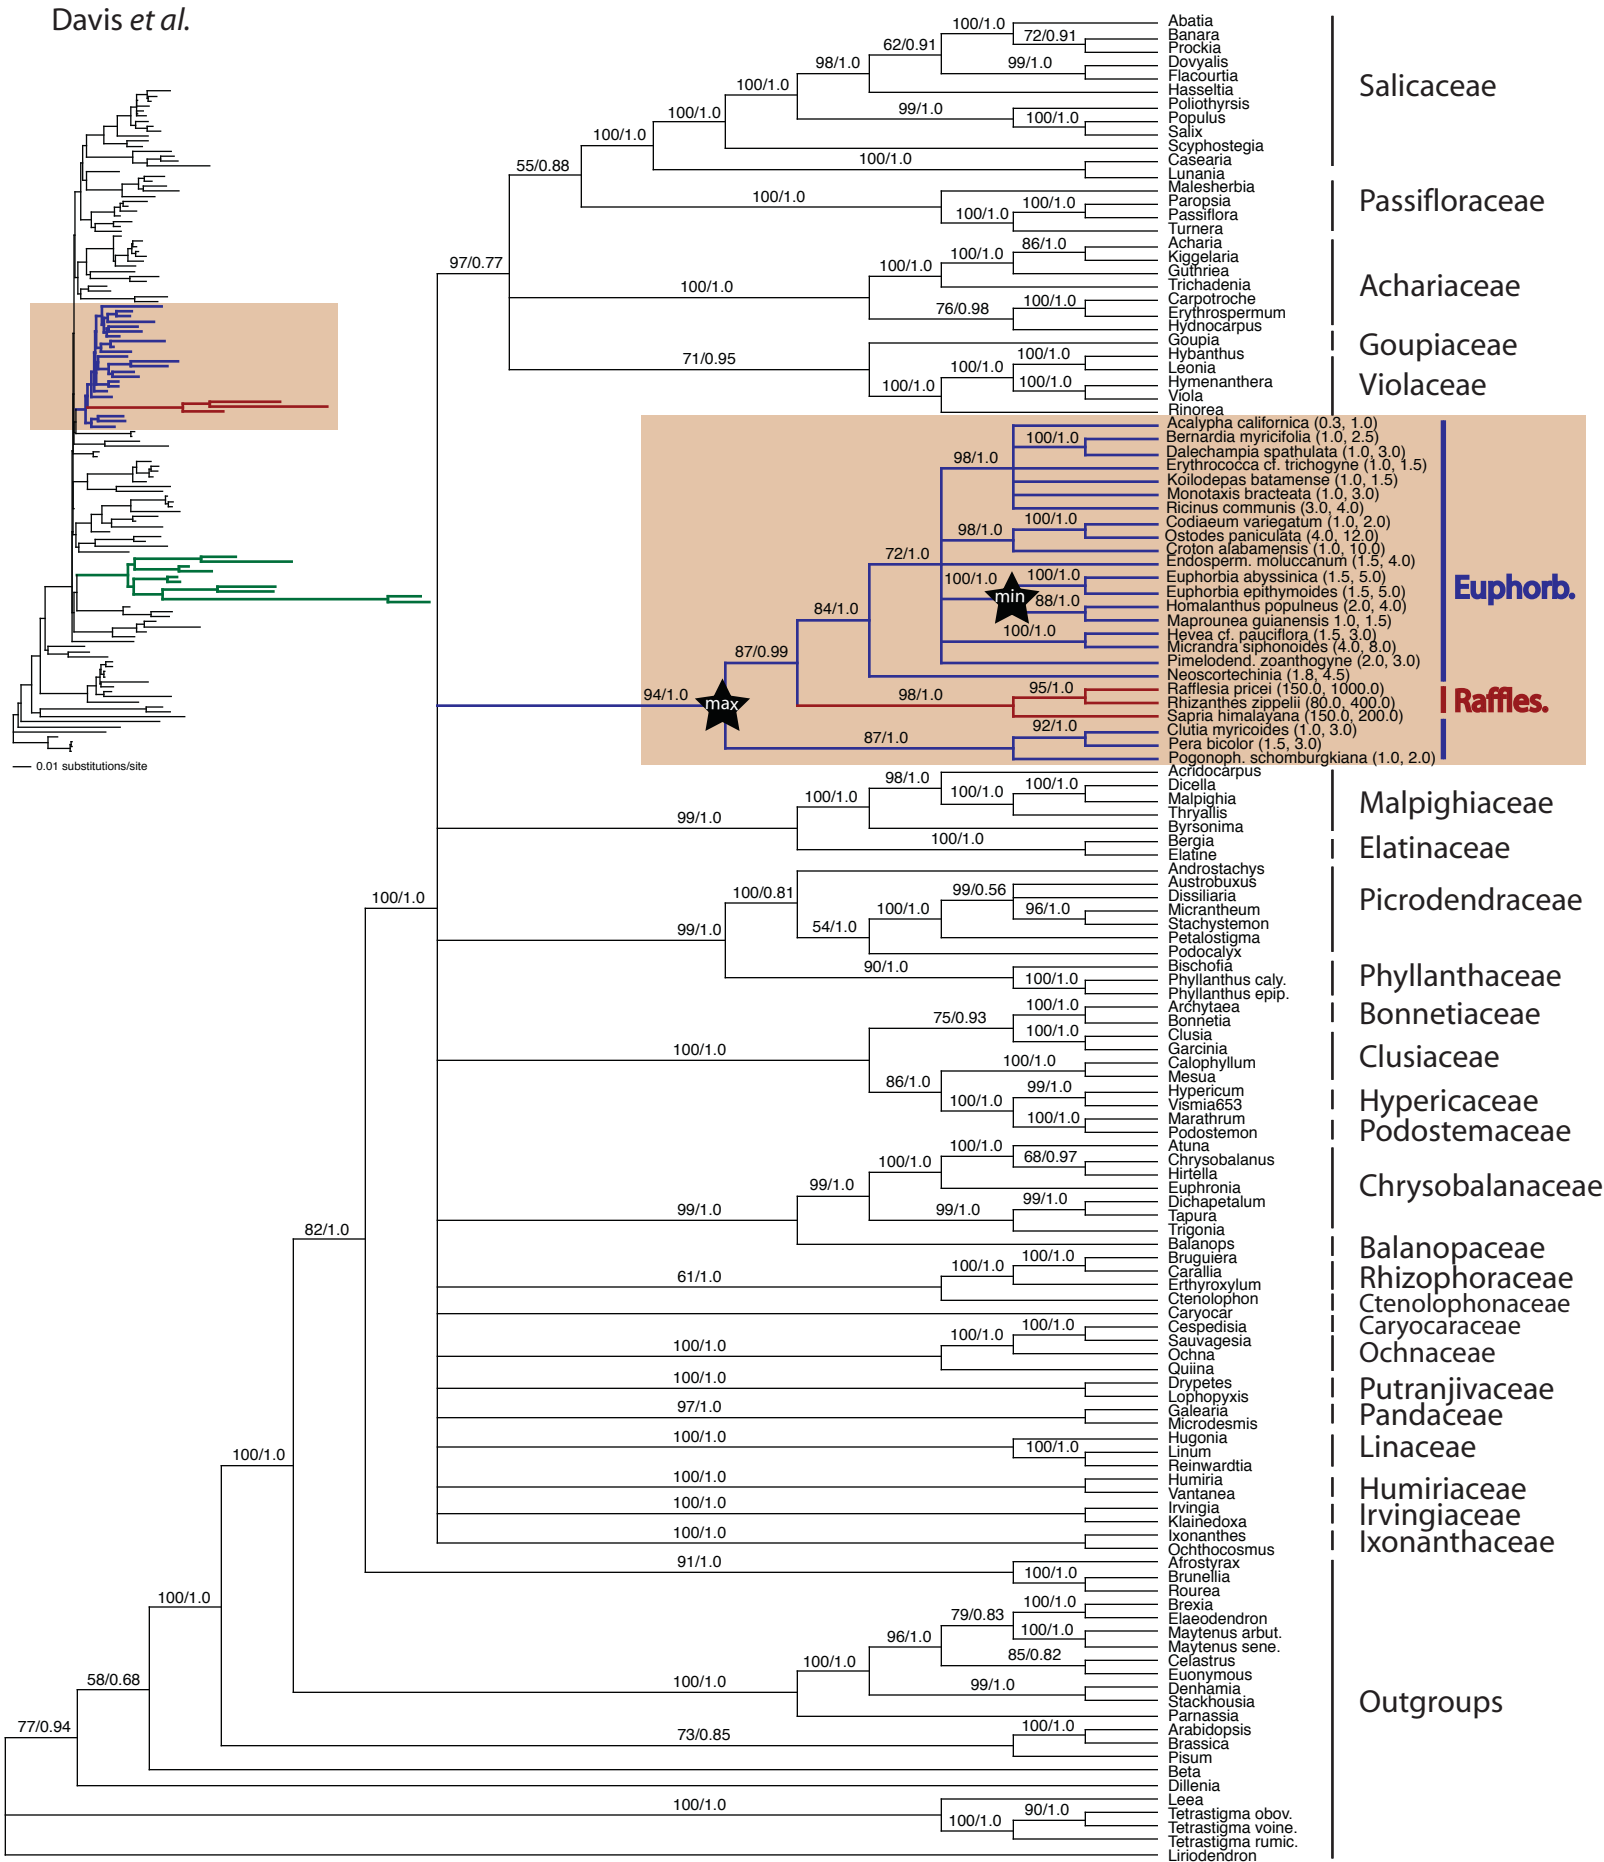 Davis et al.
100/1.0
Abatia
72/0.91
Banara
Prockia
62/0.91
99/1.0
Dovyalis
Flacourtia
98/1.0
Hasseltia
100/1.0
99/1.0
Poliothyrsis
100/1.0
Populus
Salix
100/1.0
Scyphostegia
100/1.0
100/1.0
Casearia
Lunania
Salicaceae
55/0.88
100/1.0
Malesherbia
100/1.0
Paropsia
100/1.0
Passiflora
Turnera
Passifloraceae
97/0.77
86/1.0
Acharia
Kiggelaria
100/1.0
Guthriea
100/1.0
Trichadenia
100/1.0
100/1.0
Carpotroche
76/0.98
Erythrospermum
Hydnocarpus
Achariaceae
71/0.95
Goupia
Goupiaceae
100/1.0
Hybanthus
100/1.0
Leonia
100/1.0
Hymenanthera
100/1.0
Viola
Rinorea
Violaceae
Acalypha californica (0.3, 1.0)
100/1.0
Bernardia myricifolia (1.0, 2.5)
Dalechampia spathulata (1.0, 3.0)
98/1.0
Erythrococca cf. trichogyne (1.0, 1.5)
Koilodepas batamense (1.0, 1.5)
Monotaxis bracteata (1.0, 3.0)
Ricinus communis (3.0, 4.0)
100/1.0
Codiaeum variegatum (1.0, 2.0)
98/1.0
Ostodes paniculata (4.0, 12.0)
Croton alabamensis (1.0, 10.0)
72/1.0
Endosperm. moluccanum (1.5, 4.0)
100/1.0
100/1.0
Euphorbia abyssinica (1.5, 5.0)
min
Euphorbia epithymoides (1.5, 5.0)
88/1.0
Homalanthus populneus (2.0, 4.0)
84/1.0
Maprounea guianensis 1.0, 1.5)
100/1.0
Hevea cf. pauciflora (1.5, 3.0)
Micrandra siphonoides (4.0, 8.0)
87/0.99
Pimelodend. zoanthogyne (2.0, 3.0)
Neoscortechinia (1.8, 4.5)
Euphorb.
94/1.0
max
98/1.0
95/1.0
Rafflesia pricei (150.0, 1000.0)
Rhizanthes zippelii (80.0, 400.0)
Sapria himalayana (150.0, 200.0)
Raffles.
87/1.0
92/1.0
Clutia myricoides (1.0, 3.0)
Pera bicolor (1.5, 3.0)
Pogonoph. schomburgkiana (1.0, 2.0)
0.01 substitutions/site
98/1.0
Acridocarpus
100/1.0
100/1.0
Dicella
100/1.0
Malpighia
Thryallis
99/1.0
Byrsonima
Malpighiaceae
100/1.0
Bergia
Elatine
Elatinaceae
100/1.0
100/0.81
Androstachys
99/0.56
Austrobuxus
Dissiliaria
100/1.0
96/1.0
Micrantheum
54/1.0
Stachystemon
99/1.0
Petalostigma
Podocalyx
Picrodendraceae
90/1.0
Bischofia
100/1.0
Phyllanthus caly.
Phyllanthus epip.
Phyllanthaceae
100/1.0
Archytaea
75/0.93
Bonnetia
Bonnetiaceae
100/1.0
Clusia
Garcinia
100/1.0
100/1.0
Calophyllum
Mesua
Clusiaceae
86/1.0
99/1.0
Hypericum
100/1.0
Vismia653
Hypericaceae
100/1.0
Marathrum
Podostemon
Podostemaceae
100/1.0
Atuna
100/1.0
68/0.97
Chrysobalanus
Hirtella
99/1.0
Euphronia
99/1.0
99/1.0
99/1.0
Dichapetalum
Tapura
Trigonia
Chrysobalanaceae
82/1.0
Balanops
Balanopaceae
100/1.0
Bruguiera
61/1.0
100/1.0
Carallia
Erthyroxylum
Rhizophoraceae
Ctenolophon
Ctenolophonaceae
Caryocar
Caryocaraceae
100/1.0
Cespedisia
100/1.0
100/1.0
Sauvagesia
Ochna
Quiina
Ochnaceae
100/1.0
Drypetes
Lophopyxis
Putranjivaceae
97/1.0
Galearia
Microdesmis
Pandaceae
100/1.0
100/1.0
Hugonia
100/1.0
Linum
Reinwardtia
Linaceae
100/1.0
Humiria
Vantanea
Humiriaceae
100/1.0
Irvingia
Klainedoxa
Irvingiaceae
100/1.0
Ixonanthes
Ochthocosmus
Ixonanthaceae
91/1.0
Afrostyrax
100/1.0
Brunellia
Rourea
100/1.0
100/1.0
Brexia
79/0.83
Elaeodendron
96/1.0
100/1.0
Maytenus arbut.
Maytenus sene.
100/1.0
85/0.82
Celastrus
Euonymous
58/0.68
100/1.0
99/1.0
Denhamia
Stackhousia
Parnassia
Outgroups
77/0.94
73/0.85
100/1.0
Arabidopsis
Brassica
Pisum
Beta
Dillenia
100/1.0
Leea
100/1.0
90/1.0
Tetrastigma obov.
Tetrastigma voine.
Tetrastigma rumic.
Liriodendron